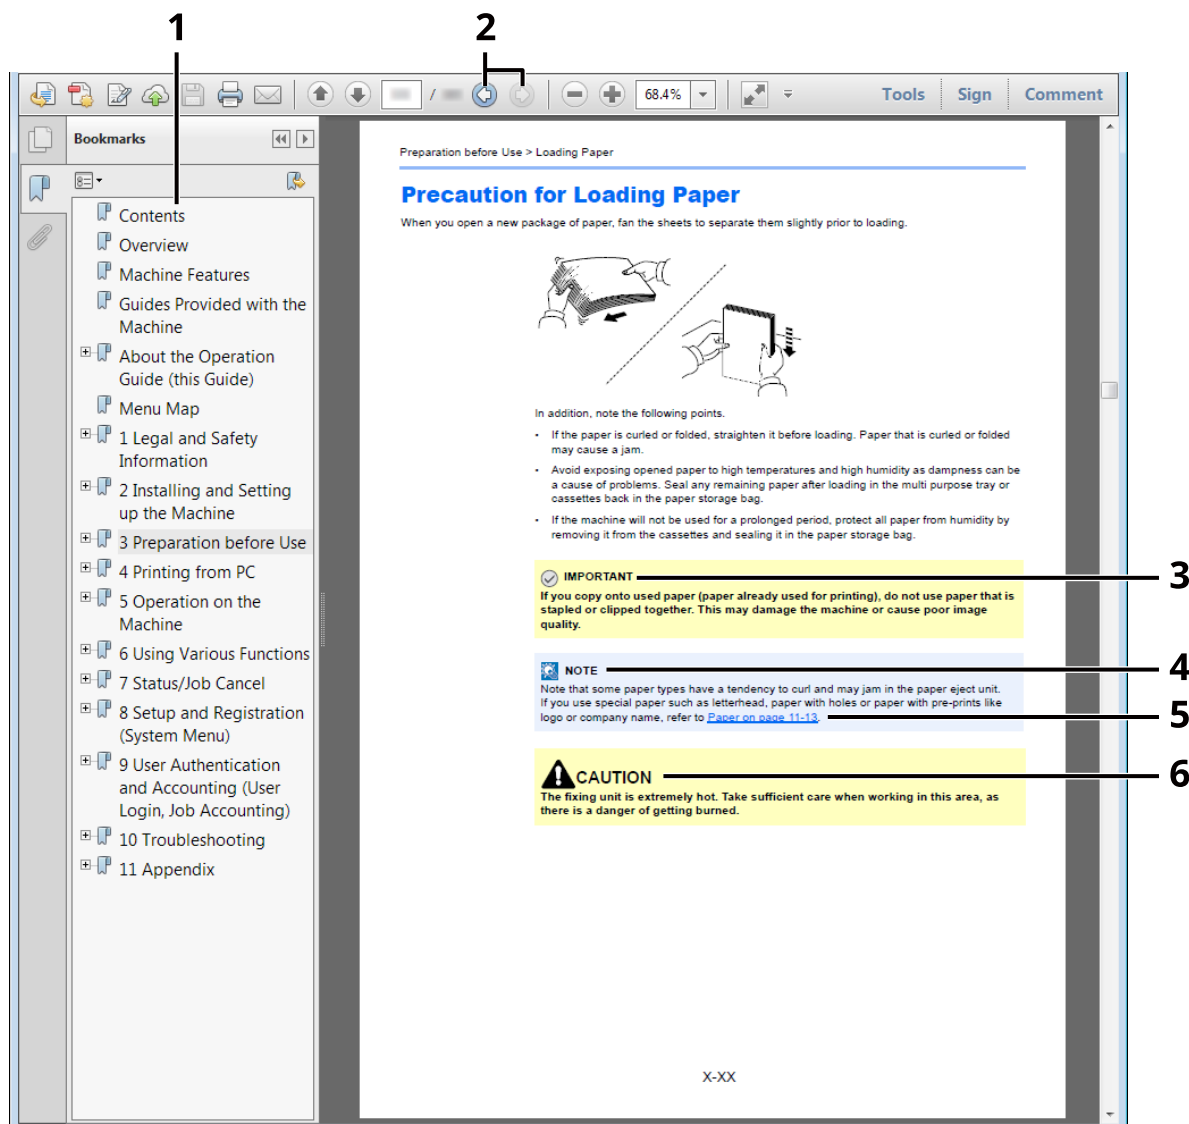 1
2
/
68.4%
Tools
Sign
Comment
Bookmarks
Contents
Overview
Machine Features
Guides Provided with the
Machine
About the Operation
Guide (this Guide)
Menu Map
1 Legal and Safety
Information
2 Installing and Setting
up the Machine
3 Preparation before Use
4 Printing from PC
5 Operation on the
Machine
6 Using Various Functions
7 Status/Job Cancel
8 Setup and Registration
(System Menu)
9 User Authentication
and Accounting (User
Login, Job Accounting)
10 Troubleshooting
11 Appendix
Preparation before Use > Loading Paper
Precaution for Loading Paper
When you open a new package of paper, fan the sheets to separate them slightly prior to loading.
In addition, note the following points.
• If the paper is curled or folded, straighten it before loading. Paper that is curled or folded
may cause a jam.
• Avoid exposing opened paper to high temperatures and high humidity as dampness can be
a cause of problems. Seal any remaining paper after loading in the multi purpose tray or
cassettes back in the paper storage bag.
• If the machine will not be used for a prolonged period, protect all paper from humidity by
removing it from the cassettes and sealing it in the paper storage bag.
IMPORTANT
3
If you copy onto used paper (paper already used for printing), do not use paper that is
stapled or clipped together. This may damage the machine or cause poor image
quality.
NOTE
4
Note that some paper types have a tendency to curl and may jam in the paper eject unit.
If you use special paper such as letterhead, paper with holes or paper with pre-prints like
logo or company name, refer to Paper on page 11-13.
5
CAUTION
6
The fixing unit is extremely hot. Take sufficient care when working in this area, as
there is a danger of getting burned.
X-XX